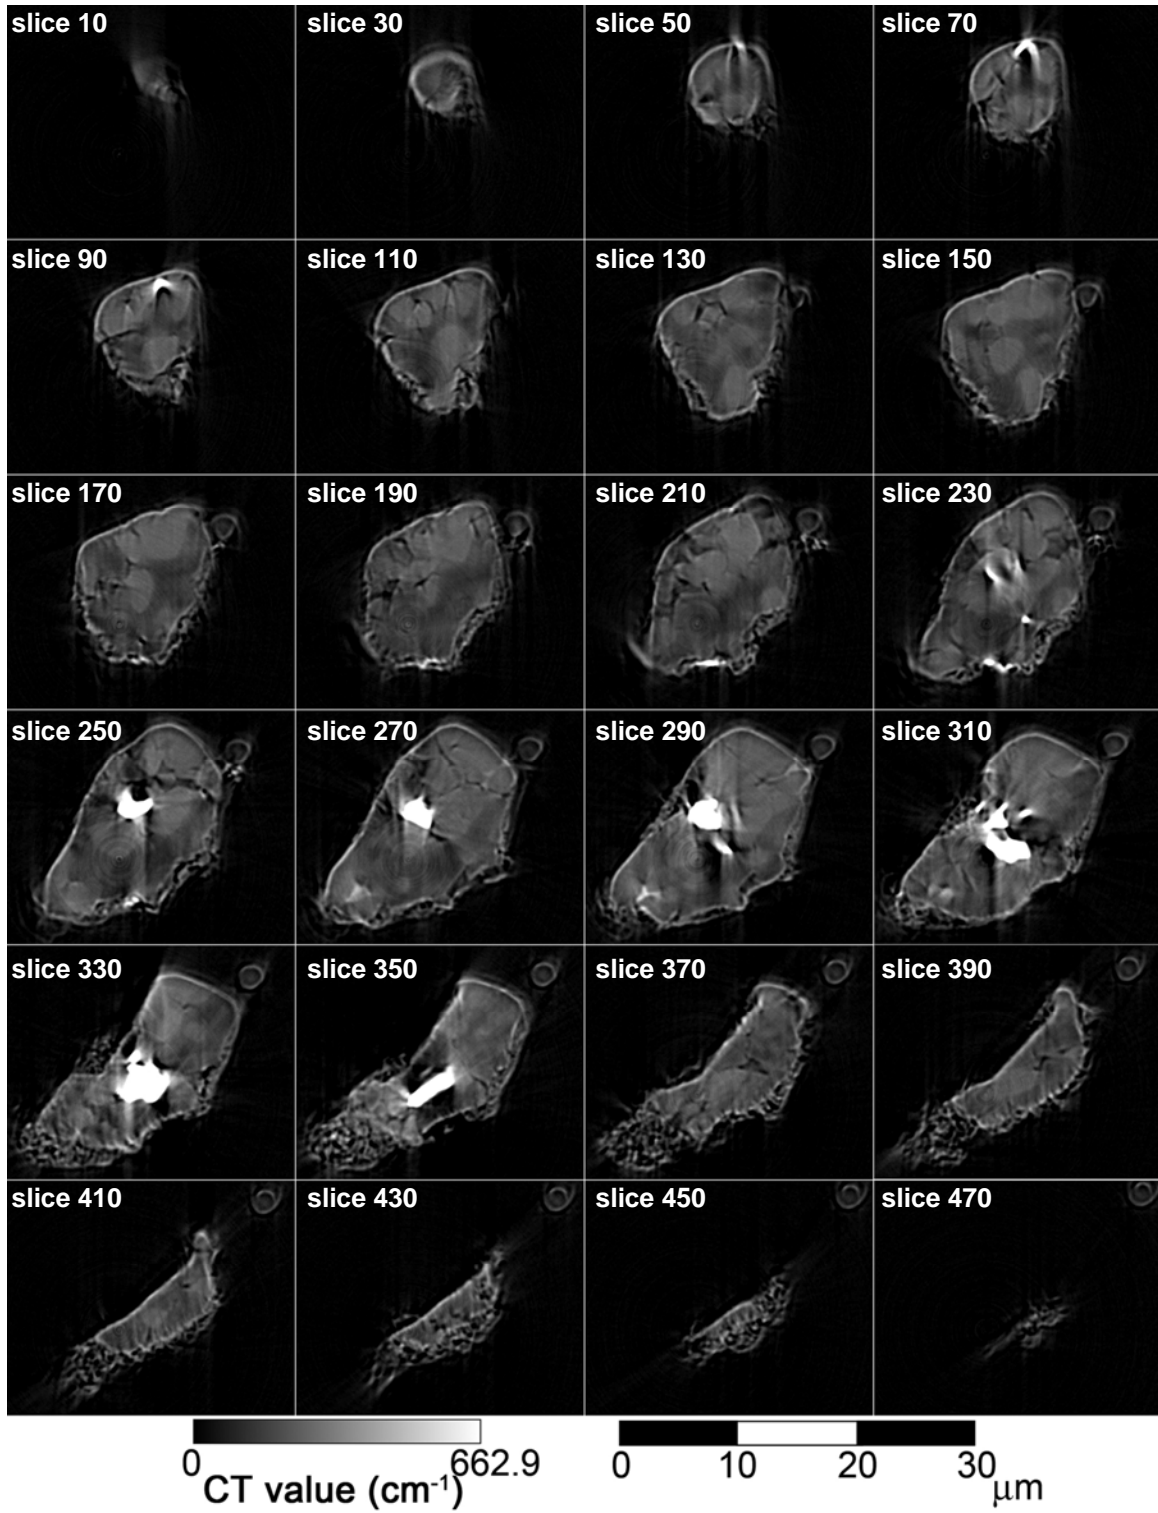 slice 10 slice 30 slice 50 slice 70
slice 90 slice 110 slice 130 slice 150
slice 170 slice 190 slice 210 slice 230
slice 250 slice 270 slice 290 slice 310
slice 330 slice 350 slice 370 slice 390
slice 410 slice 430 slice 450 slice 470
0 662.9 0 10 20 30
CT value (cm-1) μm